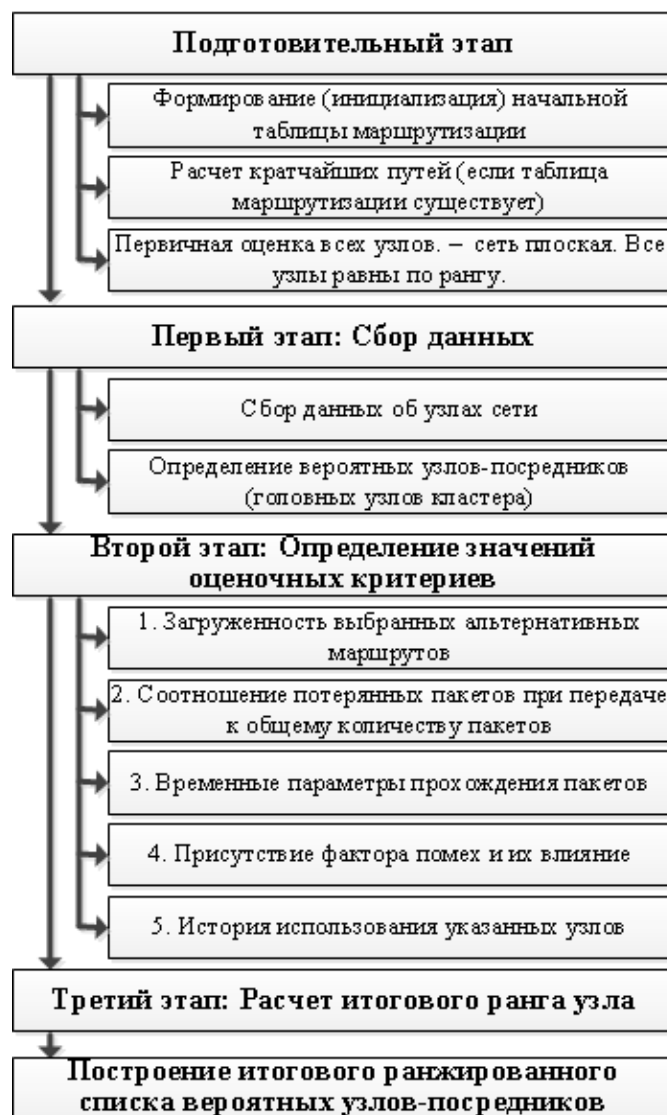 Подготовительный этап
Формирование (инициализация) начальной
таблицы маршрутизации
Расчет кратчайших путей (если таблица
маршрутизации существует)
Первичная оценка всех узлов. – сеть плоская. Все
узлы равны по рангу.
Первый этап: Сбор данных
Сбор данных об узлах сети
Определение вероятных узлов-посредников
(головных узлов кластера)
Второй этап: Определение значений
оценочных критериев
1. Загруженность выбранных альтернативных
маршрутов
2. Соотношение потерянных пакетов при передаче
к общему количеству пакетов
3. Временные параметры прохождения пакетов
4. Присутствие фактора помех и их влияние
5. История использования указанных узлов
Третий этап: Расчет итогового ранга узла
Построение итогового ранжированного
списка вероятных узлов-посредников